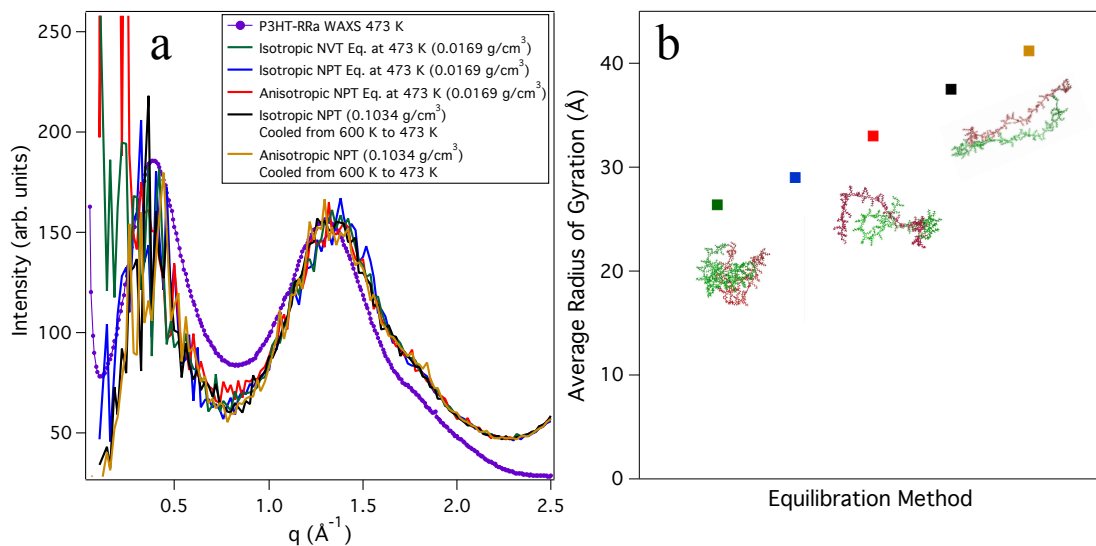 a
P3HT-RRa WAXS 473 K
Isotropic NVT Eq. at 473 K (0.0169 g/cm³)
Isotropic NPT Eq. at 473 K (0.0169 g/cm³)
Anisotropic NPT Eq. at 473 K (0.0169 g/cm³)
Isotropic NPT (0.1034 g/cm³)
Cooled from 600 K to 473 K
Anisotropic NPT (0.1034 g/cm³)
Cooled from 600 K to 473 K
Intensity (arb. units)
250
200
150
100
50
0.5
1.0
1.5
2.0
2.5
q (Å⁻¹)
b
Average Radius of Gyration (Å)
40
30
20
10
0
Equilibration Method